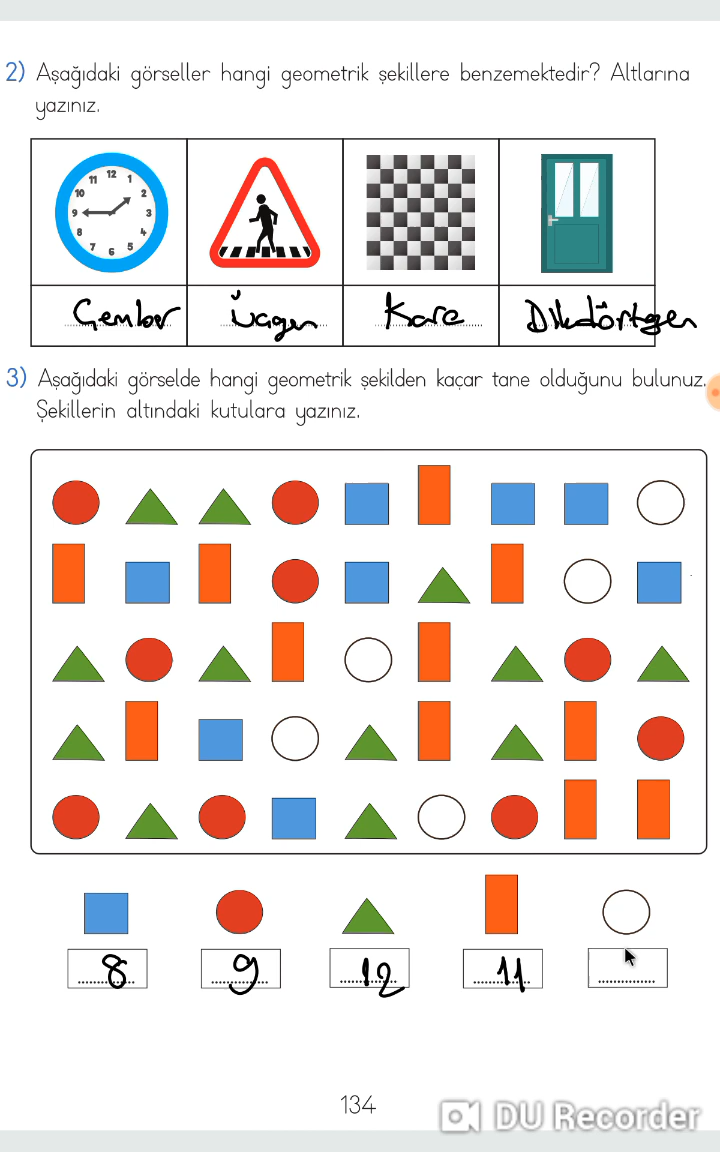 2) Aşağıdaki görseller hangi geometrik şekillere benzemektedir? Altlarına
yazınız.
12
11 1
10 2
9 3
8 4
7 5
6
Çember Üçgen Kare Dikdörtgen
3) Aşağıdaki görselde hangi geometrik şekilden kaçar tane olduğunu bulunuz.
Şekillerin altındaki kutulara yazınız.
8 9 12 11
134
DU Recorder